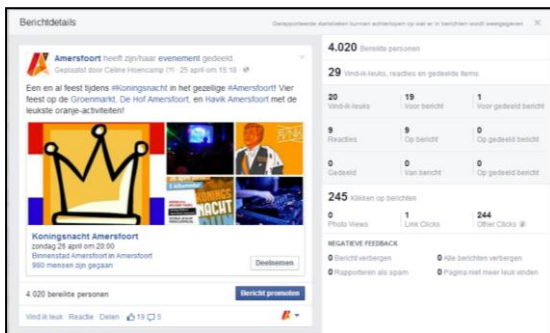 Berichtdetails
Gerapporteerde statistieken kunnen achterlopen op wat er in berichten wordt weergegeven
Amersfoort heeft zijn/haar evenement gedeeld.
Geplaatst door Celine Hoencamp [?] · 25 april om 15:18
Een en al feest tijdens #Koningsnacht in het gezellige #Amersfoort! Vier
feest op de Groenmarkt, De Hof Amersfoort, en Havik Amersfoort met de
leukste oranje-activiteiten!
KONINGS
NACHT
Koningsnacht Amersfoort
zondag 26 april om 20:00
Binnenstad Amersfoort in Amersfoort
980 mensen zijn gegaan
Deelnemen
4.020 bereikte personen
Bericht promoten
Vind ik leuk · Reactie · Delen · 19 5
4.020 Bereikte personen
29 Vind-ik-leuks, reacties en gedeelde items
20 19 1
Vind-ik-leuks Voor bericht Voor gedeeld bericht
9 9 0
Reacties Op bericht Op gedeeld bericht
0 0 0
Gedeeld Van bericht Op gedeeld bericht
245 Klikken op berichten
0 1 244
Photo Views Link Clicks Other Clicks
NEGATIEVE FEEDBACK
0 Bericht verbergen 0 Alle berichten verbergen
0 Rapporteren als spam 0 Pagina niet meer leuk vinden